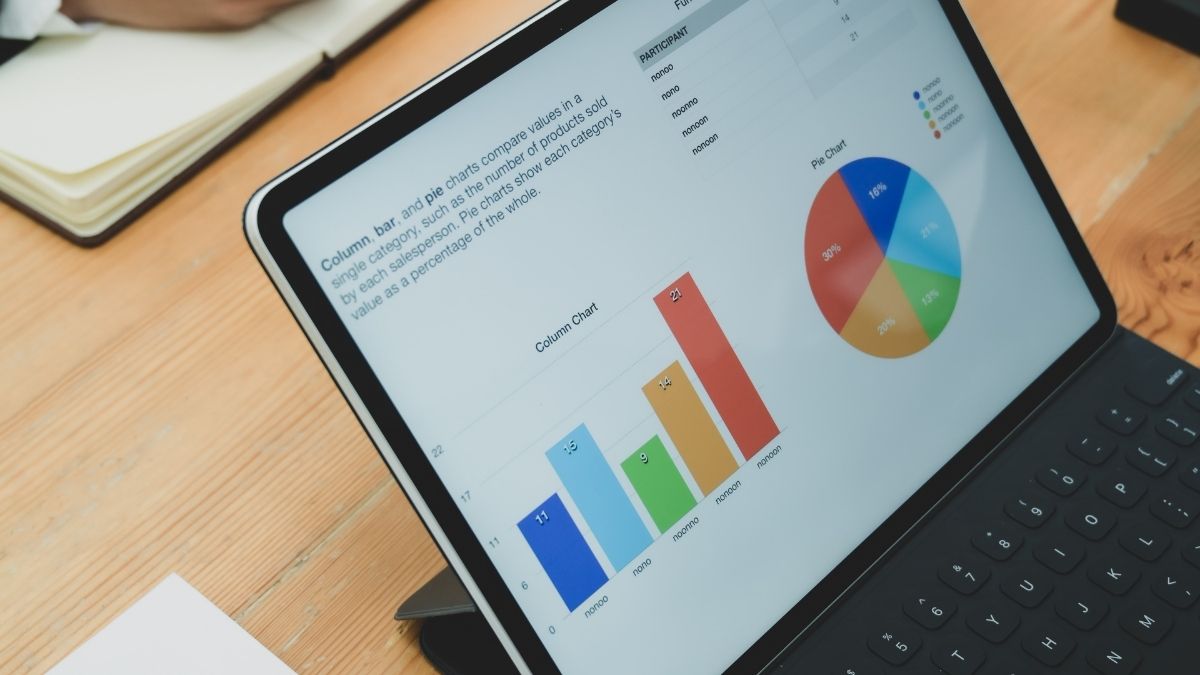 Column, bar, and pie charts compare values in a
single category, such as the number of products sold
by each salesperson. Pie charts show each category's
value as a percentage of the whole.
PARTICIPANT
nonoo
nono
noonno
nonoon
nonoon
14
21
Column Chart
22
17
11
6
0
11
15
9
14
21
nonoo
nono
noonno
nonoon
nonoon
Pie Chart
nonoo
nono
noonno
nonoon
nonoon
16%
21%
13%
20%
30%
delete
+ =
_ -
) 0
( 9
* 8
& 7
^ 6
% 5
P
O
I
U
Y
T
L
K
J
H
M
N